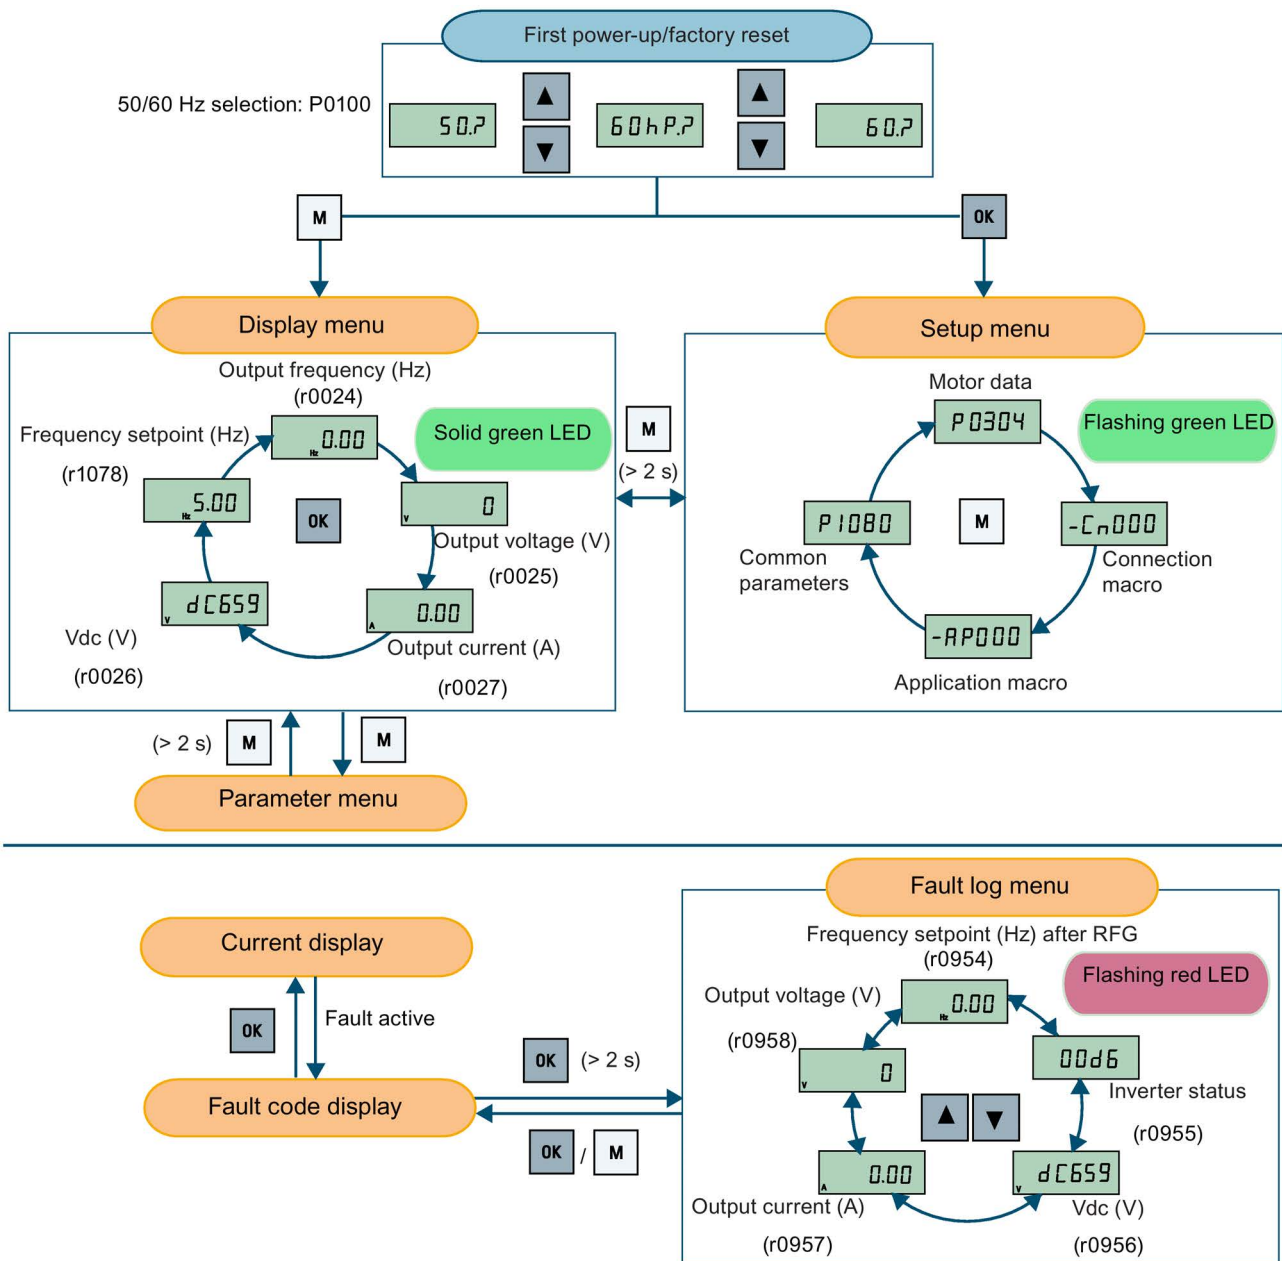 First power-up/factory reset
50/60 Hz selection: P0100
50.?
60hP.?
60.?
M
OK
Display menu
Output frequency (Hz)
(r0024)
Hz 0.00
Solid green LED
Frequency setpoint (Hz)
(r1078)
Hz 5.00
OK
V 0
Output voltage (V)
(r0025)
V dC659
A 0.00
Vdc (V)
(r0026)
Output current (A)
(r0027)
M
(> 2 s)
Setup menu
Motor data
P0304
Flashing green LED
P1080
M
-Cn000
Common
parameters
Connection
macro
-AP000
Application macro
(> 2 s)
M
M
Parameter menu
Current display
OK
Fault active
Fault code display
OK (> 2 s)
OK / M
Fault log menu
Frequency setpoint (Hz) after RFG
(r0954)
Hz 0.00
Flashing red LED
Output voltage (V)
(r0958)
V 0
00d6
Inverter status
(r0955)
A 0.00
V dC659
Output current (A)
(r0957)
Vdc (V)
(r0956)